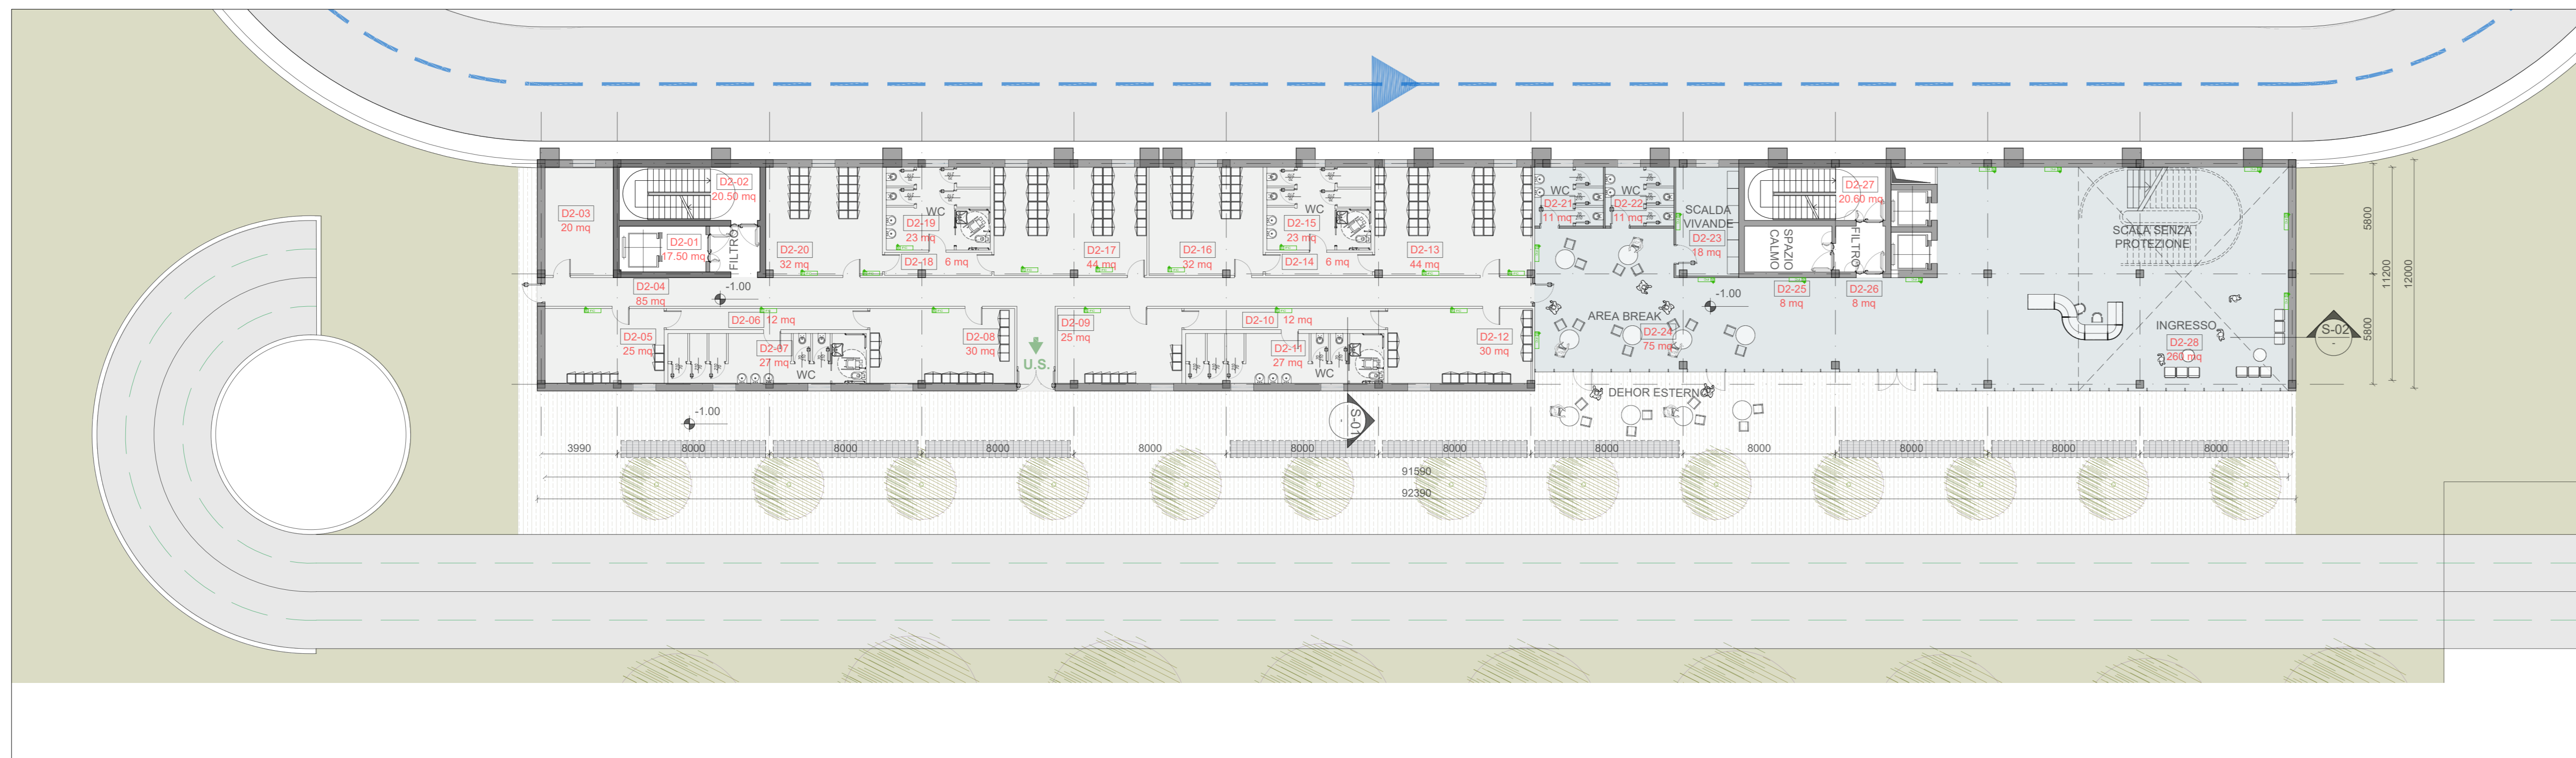 D2-03
20 mq
D2-02
20.50 mq
D2-01
17.50 mq
FILTRO
D2-20
32 mq
WC
D2-19
23 mq
D2-18
6 mq
D2-17
44 mq
D2-16
32 mq
WC
D2-15
23 mq
D2-14
6 mq
D2-13
44 mq
WC
D2-21
11 mq
WC
D2-22
11 mq
SCALDA
VIVANDE
D2-23
18 mq
SPAZIO
CALMO
D2-27
20.60 mq
FILTRO
SCALA SENZA
PROTEZIONE
D2-04
85 mq
-1.00
D2-25
8 mq
D2-26
8 mq
-1.00
D2-05
25 mq
D2-06
12 mq
D2-07
27 mq
WC
D2-08
30 mq
U.S.
D2-09
25 mq
D2-10
12 mq
D2-11
27 mq
WC
D2-12
30 mq
AREA BREAK
D2-24
75 mq
INGRESSO
D2-28
260 mq
S-02
-
5800
5800
11200
12000
DEHOR ESTERNO
-1.00
S-01
-
3990
8000
8000
8000
8000
8000
8000
8000
8000
8000
8000
8000
91590
92390